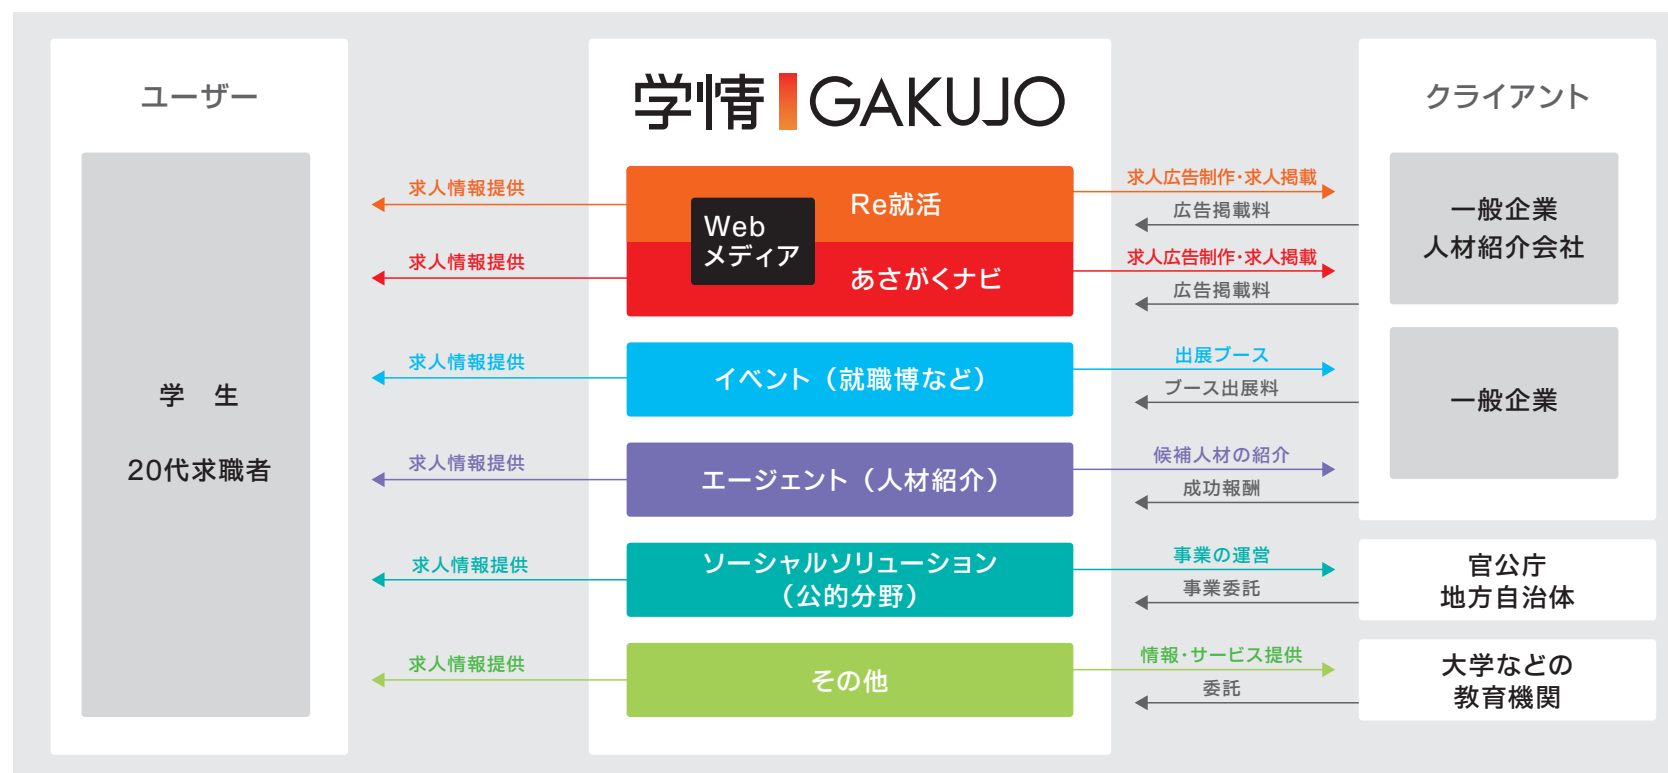 ユーザー
学　生
20代求職者
求人情報提供
求人情報提供
求人情報提供
求人情報提供
求人情報提供
求人情報提供
学情 GAKUJO
Web
メディア
Re就活
あさがくナビ
イベント（就職博など）
エージェント（人材紹介）
ソーシャルソリューション
（公的分野）
その他
求人広告制作・求人掲載
広告掲載料
求人広告制作・求人掲載
広告掲載料
出展ブース
ブース出展料
候補人材の紹介
成功報酬
事業の運営
事業委託
情報・サービス提供
委託
クライアント
一般企業
人材紹介会社
一般企業
官公庁
地方自治体
大学などの
教育機関